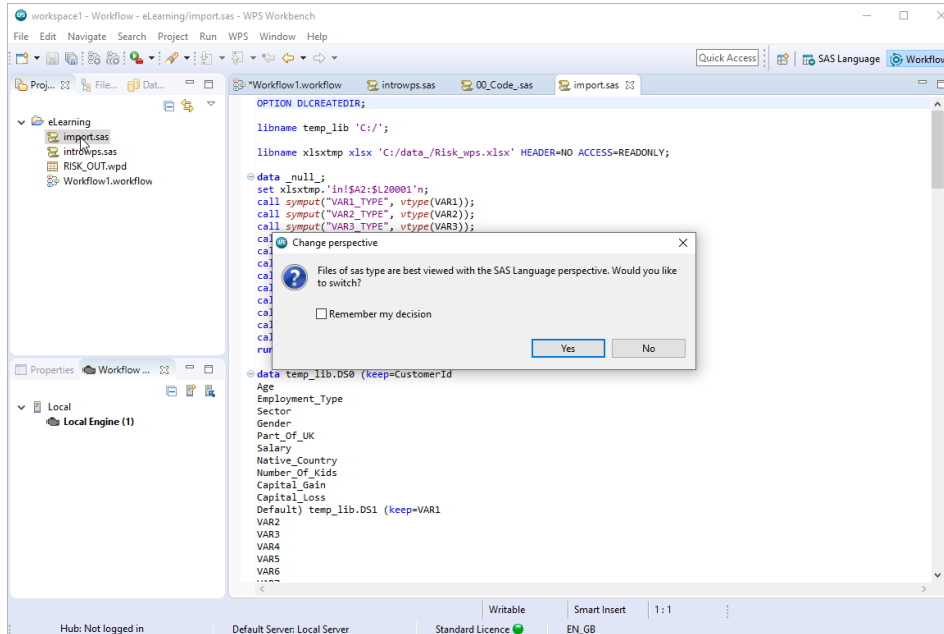 workspace1 - Workflow - eLearning/import.sas - WPS Workbench
File Edit Navigate Search Project Run WPS Window Help
Quick Access
SAS Language
Workflow
Proj...
File...
Dat...
*Workflow1.workflow
introwps.sas
00_Code_.sas
import.sas
eLearning
import.sas
introwps.sas
RISK_OUT.wpd
Workflow1.workflow
OPTION DLCREATEDIR;
libname temp_lib 'C:/';
libname xlsxtmp xlsx 'C:/data_/Risk_wps.xlsx' HEADER=NO ACCESS=READONLY;
data _null_;
set xlsxtmp.'in!$A2:$L20001'n;
call symput("VAR1_TYPE", vtype(VAR1));
call symput("VAR2_TYPE", vtype(VAR2));
call symput("VAR3_TYPE", vtype(VAR3));
Change perspective
Files of sas type are best viewed with the SAS Language perspective. Would you like
to switch?
Remember my decision
Yes
No
run
data temp_lib.DS0 (keep=CustomerId
Age
Employment_Type
Sector
Gender
Part_Of_UK
Salary
Native_Country
Number_Of_Kids
Capital_Gain
Capital_Loss
Default) temp_lib.DS1 (keep=VAR1
VAR2
VAR3
VAR4
VAR5
VAR6
Properties
Workflow ...
Local
Local Engine (1)
Writable
Smart Insert
1 : 1
Hub: Not logged in
Default Server: Local Server
Standard Licence
EN_GB